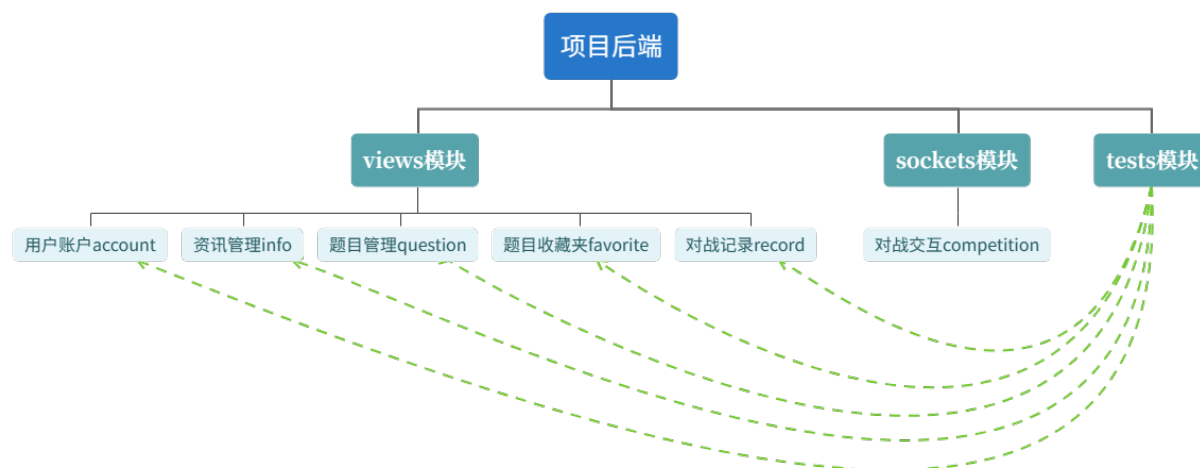 项目后端
views模块
sockets模块
tests模块
用户账户account
资讯管理info
题目管理question
题目收藏夹favorite
对战记录record
对战交互competition